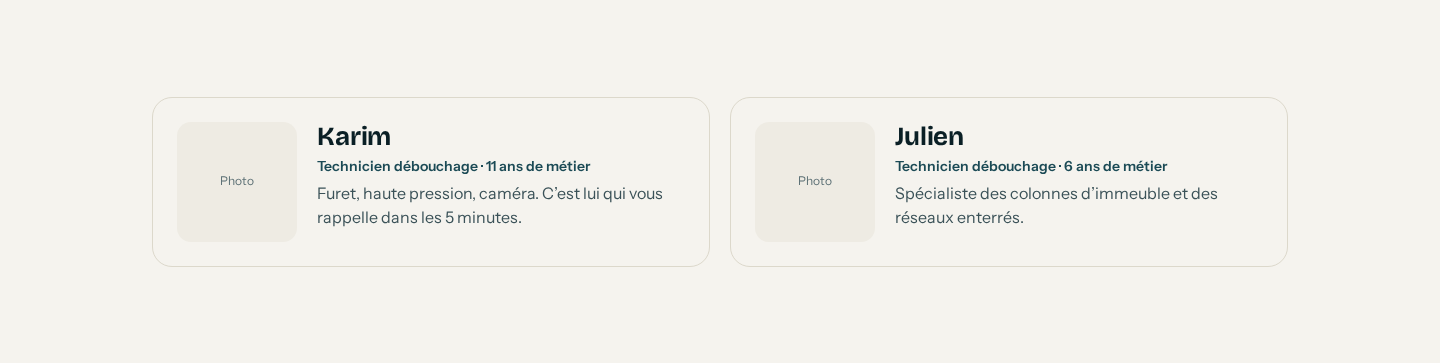 Photo
Karim
Technicien débouchage · 11 ans de métier
Furet, haute pression, caméra. C’est lui qui vous
rappelle dans les 5 minutes.
Photo
Julien
Technicien débouchage · 6 ans de métier
Spécialiste des colonnes d’immeuble et des
réseaux enterrés.